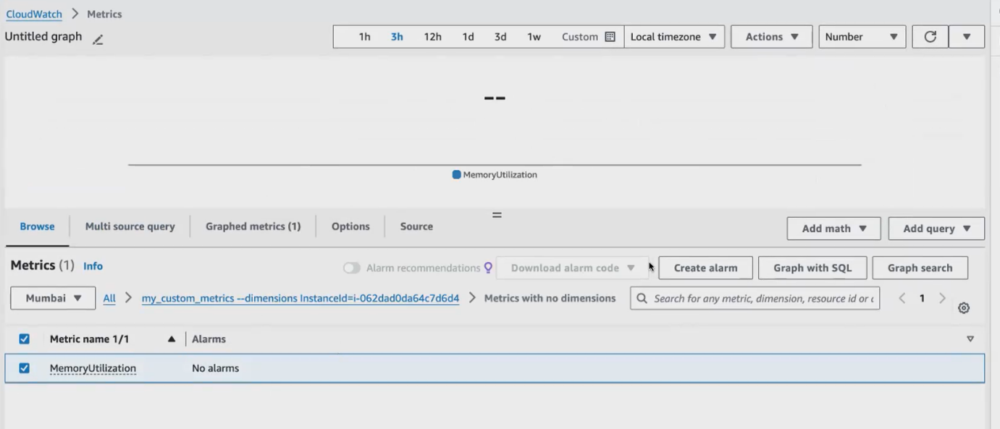 CloudWatch > Metrics
Untitled graph
1h 3h 12h 1d 3d 1w Custom Local timezone Actions Number
--
MemoryUtilization
Browse Multi source query Graphed metrics (1) Options Source Add math Add query
Metrics (1) Info Alarm recommendations Download alarm code Create alarm Graph with SQL Graph search
Mumbai All > my_custom_metrics --dimensions InstanceId=i-062dad0da64c7d6d4 > Metrics with no dimensions Search for any metric, dimension, resource id or a < 1 >
Metric name 1/1 Alarms
MemoryUtilization No alarms